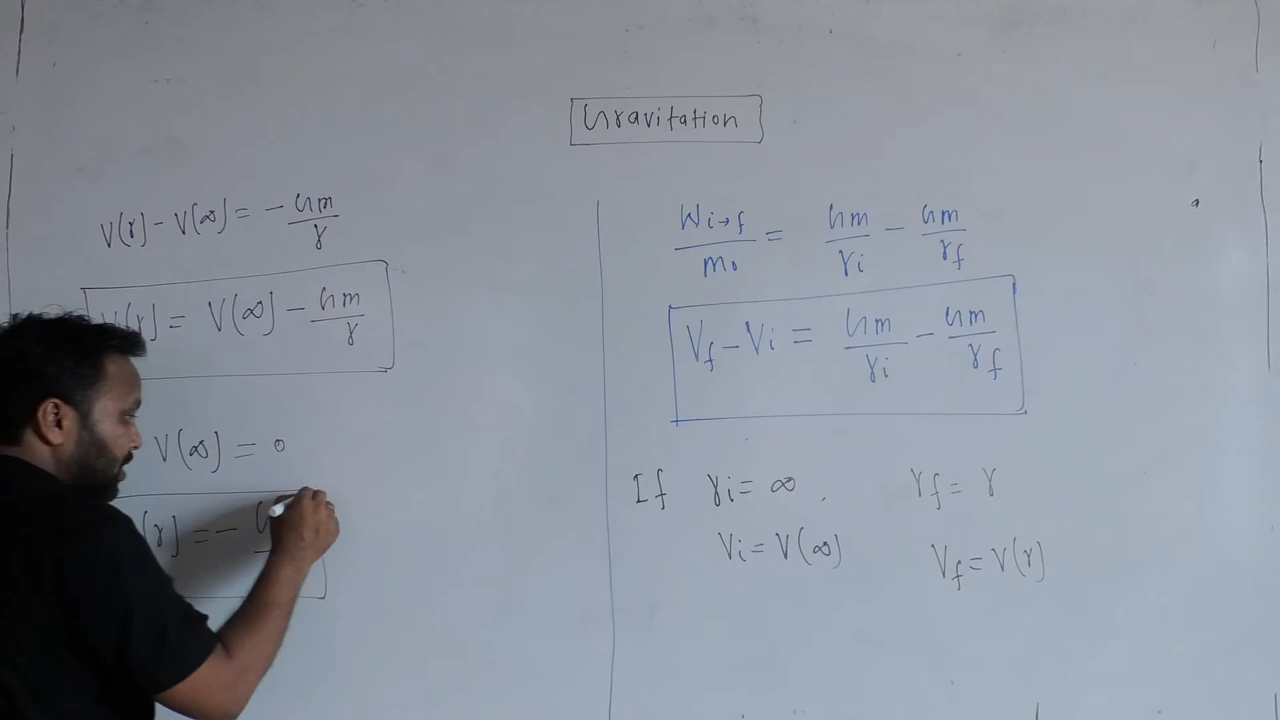 Gravitation
V(r) - V(∞) = - Gm/r
V(r) = V(∞) - Gm/r
V(∞) = 0
(r) = - G
W i→f / m₀ = Gm/ri - Gm/rf
Vf - Vi = Gm/ri - Gm/rf
If ri = ∞ , rf = r
Vi = V(∞) Vf = V(r)